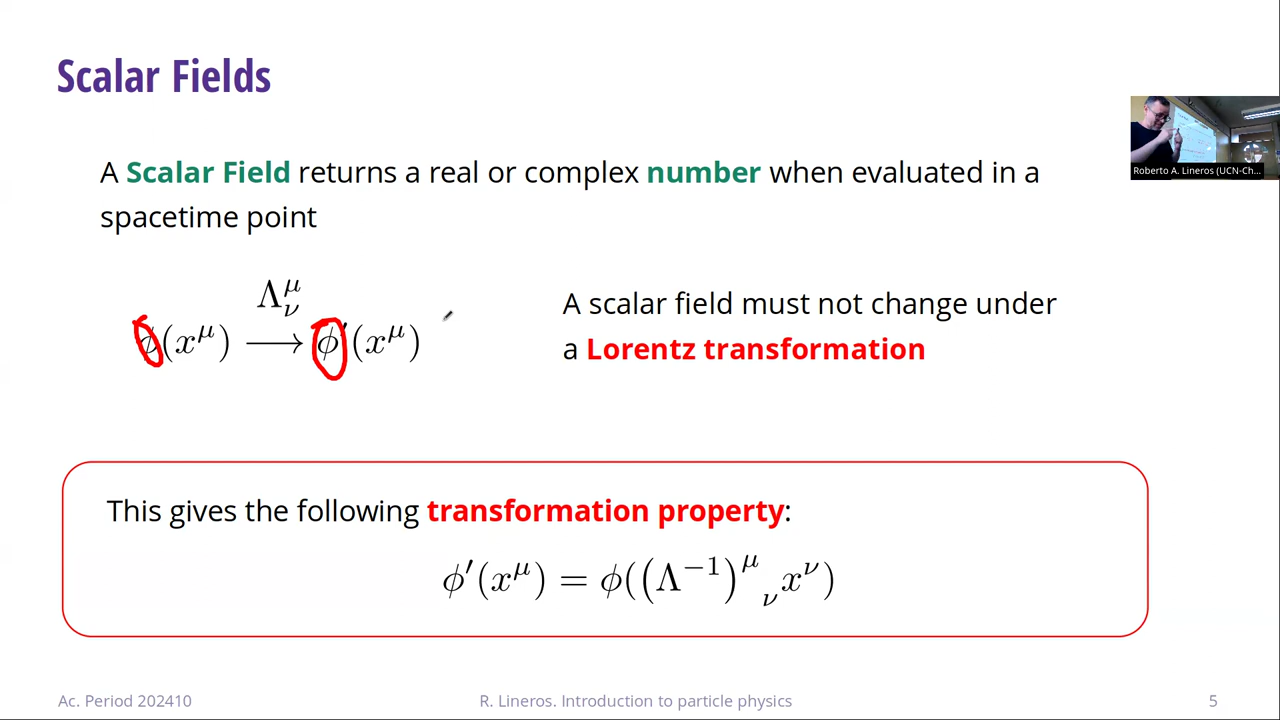 Scalar Fields
A Scalar Field returns a real or complex number when evaluated in a
spacetime point
Λ^μ_ν
ϕ(x^μ) ⟶ ϕ′(x^μ)
A scalar field must not change under
a Lorentz transformation
Roberto A. Lineros (UCN-Ch...
This gives the following transformation property:
ϕ′(x^μ) = ϕ((Λ^{−1})^μ_ν x^ν)
Ac. Period 202410
R. Lineros. Introduction to particle physics
5